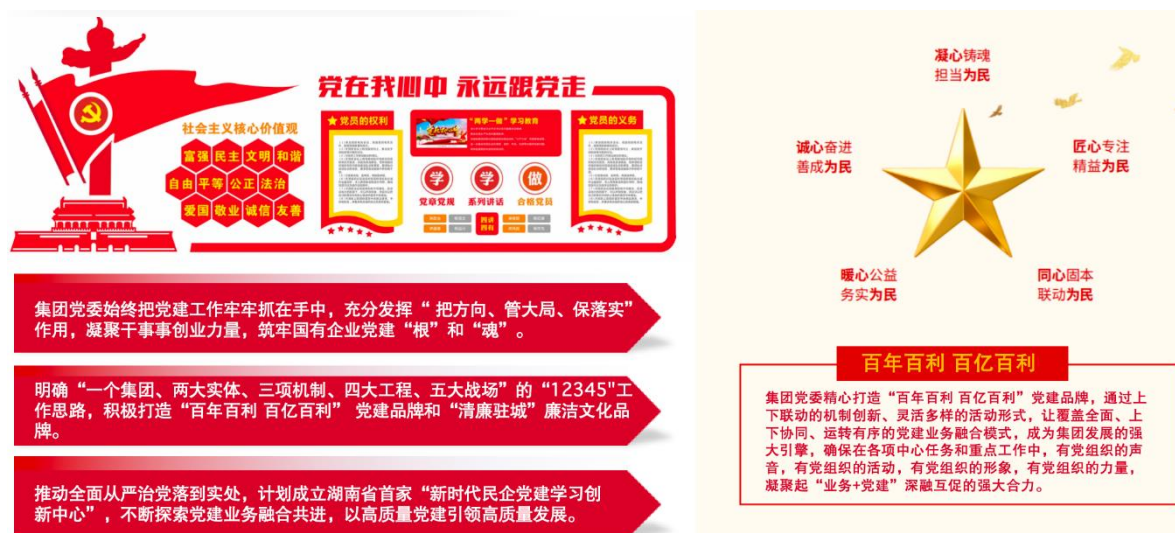 党在我心中 永远跟党走
社会主义核心价值观
富强 民主 文明 和谐
自由 平等 公正 法治
爱国 敬业 诚信 友善
党员的权利
“两学一做”学习教育
学 学 做
党章党规 系列讲话 合格党员
四讲
四有
党员的义务
集团党委始终把党建工作牢牢抓在手中，充分发挥“ 把方向、管大局、保落实”
作用，凝聚干事事创业力量，筑牢国有企业党建“根”和“魂”。
明确“一个集团、两大实体、三项机制、四大工程、五大战场”的“12345"工
作思路，积极打造“百年百利 百亿百利” 党建品牌和“清廉驻城”廉洁文化品
牌。
推动全面从严治党落到实处，计划成立湖南省首家“新时代民企党建学习创
新中心”，不断探索党建业务融合共进，以高质量党建引领高质量发展。
凝心铸魂
担当为民
诚心奋进
善成为民
匠心专注
精益为民
暖心公益
务实为民
同心固本
联动为民
百年百利 百亿百利
集团党委精心打造“百年百利 百亿百利”党建品牌，通过上
下联动的机制创新、灵活多样的活动形式，让覆盖全面、上
下协同、运转有序的党建业务融合模式，成为集团发展的强
大引擎，确保在各项中心任务和重点工作中，有党组织的声
音，有党组织的活动，有党组织的形象，有党组织的力量，
凝聚起“业务+党建”深融互促的强大合力。